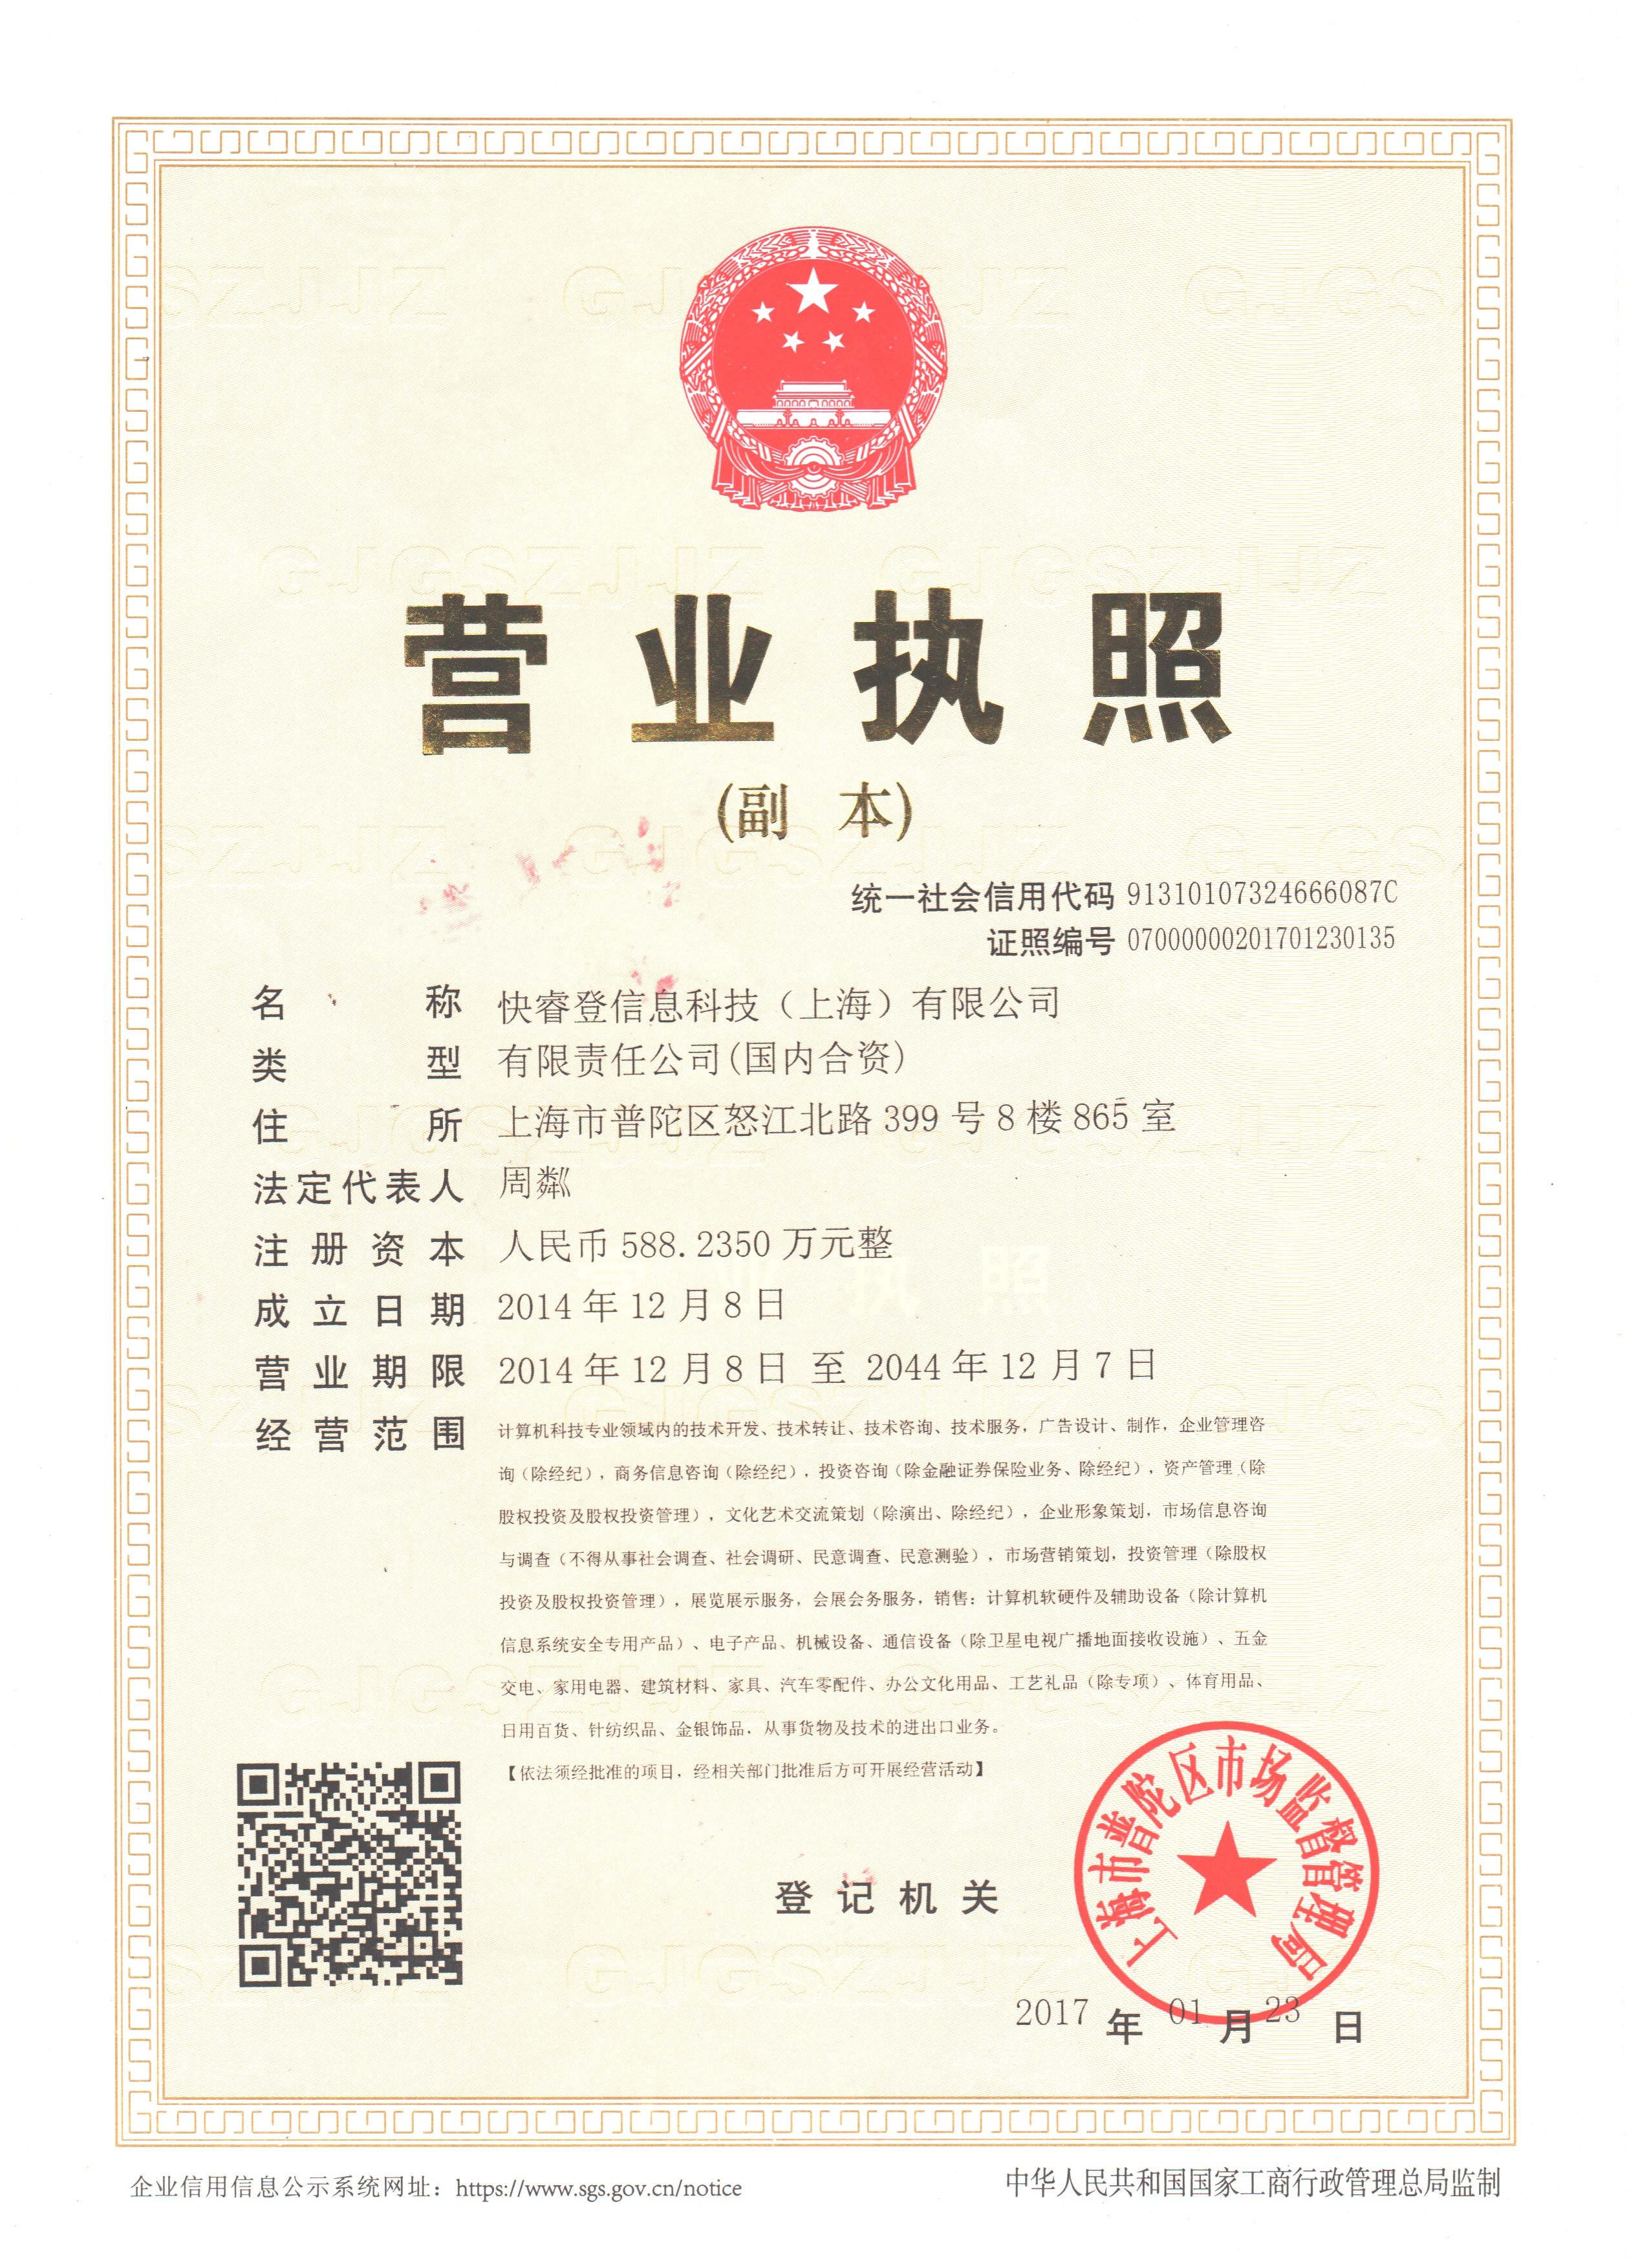 营业执照
(副 本)
统一社会信用代码 91310107324666087C
证照编号 07000000201701230135
名 称 快睿登信息科技（上海）有限公司
类 型 有限责任公司(国内合资)
住 所 上海市普陀区怒江北路 399 号 8 楼 865 室
法定代表人 周粼
注册资本 人民币 588.2350 万元整
成立日期 2014 年 12 月 8 日
营业期限 2014 年 12 月 8 日 至 2044 年 12 月 7 日
经营范围 计算机科技专业领域内的技术开发、技术转让、技术咨询、技术服务，广告设计、制作，企业管理咨
询（除经纪），商务信息咨询（除经纪），投资咨询（除金融证券保险业务、除经纪），资产管理（除
股权投资及股权投资管理），文化艺术交流策划（除演出、除经纪），企业形象策划，市场信息咨询
与调查（不得从事社会调查、社会调研、民意调查、民意测验），市场营销策划，投资管理（除股权
投资及股权投资管理），展览展示服务，会展会务服务，销售：计算机软硬件及辅助设备（除计算机
信息系统安全专用产品）、电子产品、机械设备、通信设备（除卫星电视广播地面接收设施）、五金
交电、家用电器、建筑材料、家具、汽车零配件、办公文化用品、工艺礼品（除专项）、体育用品、
日用百货、针纺织品、金银饰品，从事货物及技术的进出口业务。
【依法须经批准的项目，经相关部门批准后方可开展经营活动】
上海市普陀区市场监督管理局
登记机关
2017 年 01 月 23 日
企业信用信息公示系统网址：https://www.sgs.gov.cn/notice
中华人民共和国国家工商行政管理总局监制